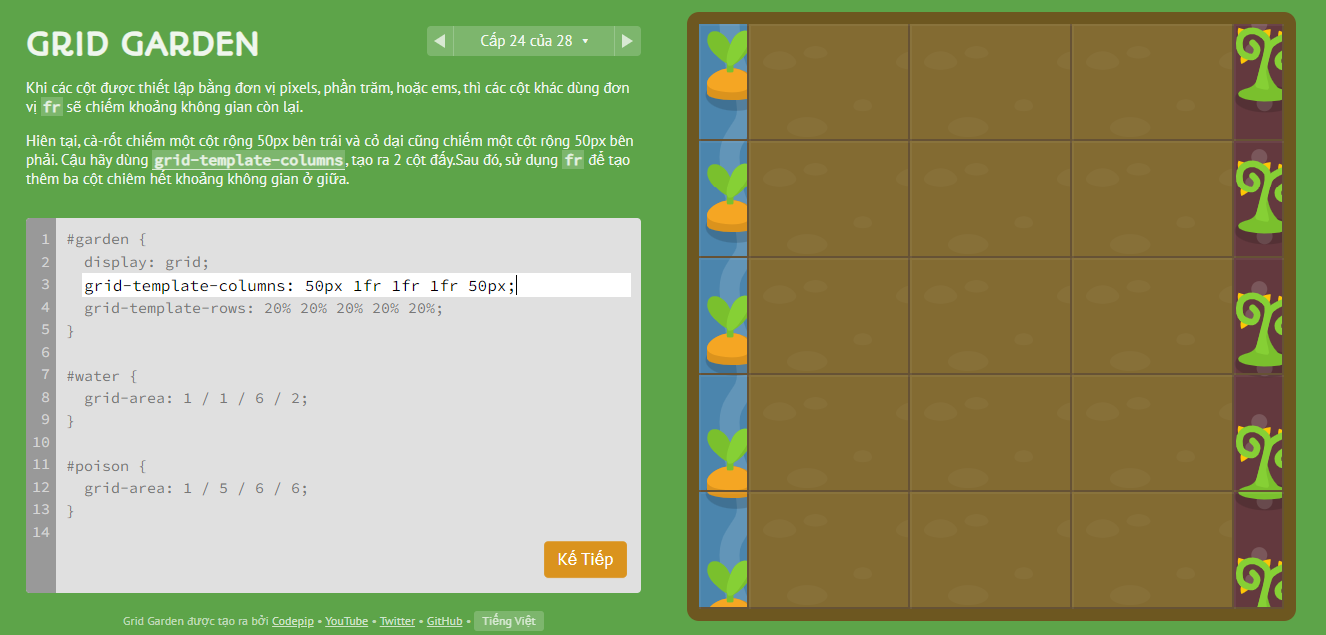 GRID GARDEN
Cấp 24 của 28
Khi các cột được thiết lập bằng đơn vị pixels, phần trăm, hoặc ems, thì các cột khác dùng đơn
vị fr sẽ chiếm khoảng không gian còn lại.
Hiện tại, cà-rốt chiếm một cột rộng 50px bên trái và cỏ dại cũng chiếm một cột rộng 50px bên
phải. Cậu hãy dùng grid-template-columns, tạo ra 2 cột đấy.Sau đó, sử dụng fr để tạo
thêm ba cột chiêm hết khoảng không gian ở giữa.
1 #garden {
2 display: grid;
3 grid-template-columns: 50px 1fr 1fr 1fr 50px;
4 grid-template-rows: 20% 20% 20% 20% 20%;
5 }
6
7 #water {
8 grid-area: 1 / 1 / 6 / 2;
9 }
10
11 #poison {
12 grid-area: 1 / 5 / 6 / 6;
13 }
14
Kế Tiếp
Grid Garden được tạo ra bởi Codepip • YouTube • Twitter • GitHub • Tiếng Việt